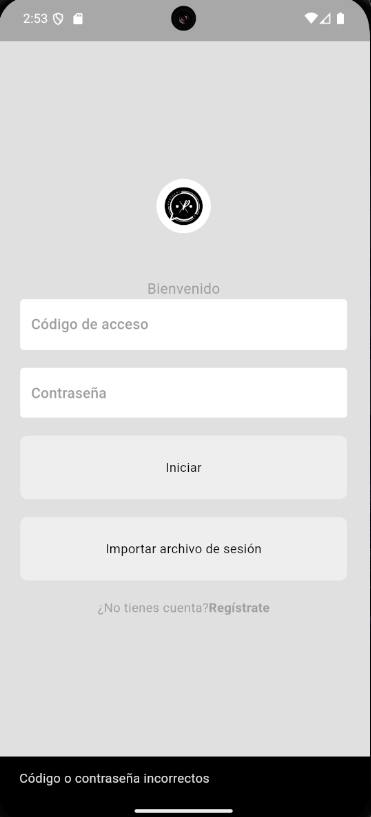 2:53
Bienvenido
Código de acceso
Contraseña
Iniciar
Importar archivo de sesión
¿No tienes cuenta?Regístrate
Código o contraseña incorrectos